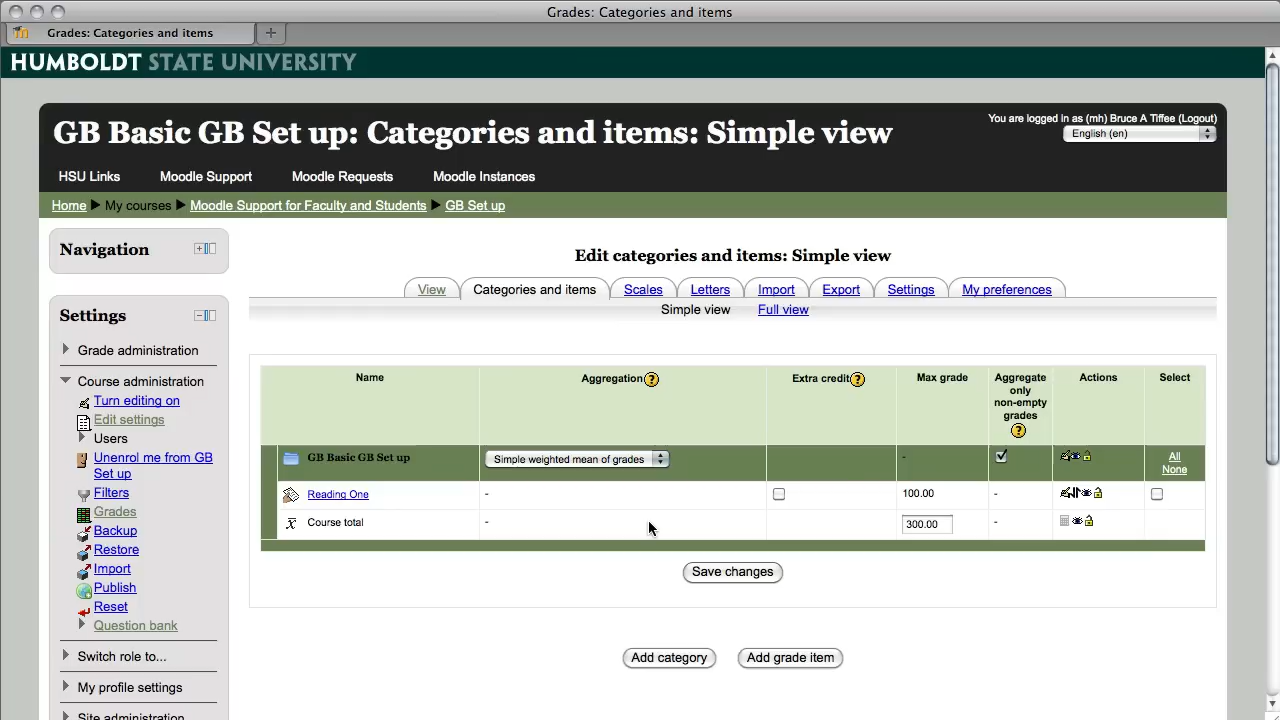 Grades: Categories and items
Grades: Categories and items
HUMBOLDT STATE UNIVERSITY
GB Basic GB Set up: Categories and items: Simple view
You are logged in as (mh) Bruce A Tiffee (Logout)
English (en)
HSU Links Moodle Support Moodle Requests Moodle Instances
Home ▶ My courses ▶ Moodle Support for Faculty and Students ▶ GB Set up
Navigation
Settings
Grade administration
Course administration
Turn editing on
Edit settings
Users
Unenrol me from GB
Set up
Filters
Grades
Backup
Restore
Import
Publish
Reset
Question bank
Switch role to...
My profile settings
Site administration
Edit categories and items: Simple view
View Categories and items Scales Letters Import Export Settings My preferences
Simple view Full view
Name Aggregation Extra credit Max grade Aggregate only non-empty grades Actions Select
GB Basic GB Set up Simple weighted mean of grades - All
None
Reading One - 100.00 -
Course total - 300.00 -
Save changes
Add category Add grade item